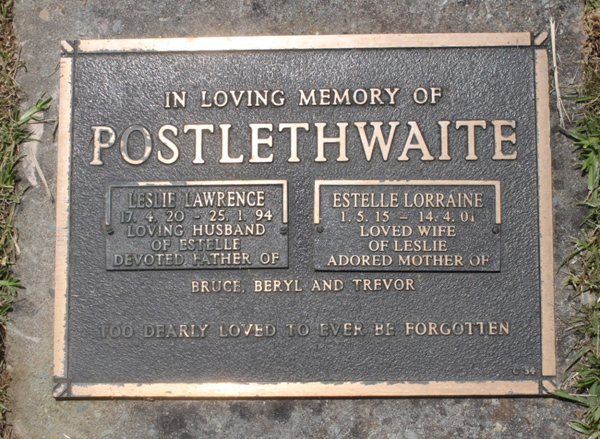 IN LOVING MEMORY OF
POSTLETHWAITE
LESLIE LAWRENCE
17. 4. 20 - 25. 1. 94
LOVING HUSBAND
OF ESTELLE
DEVOTED FATHER OF
ESTELLE LORRAINE
1. 5. 15 - 14. 4. 01
LOVED WIFE
OF LESLIE
ADORED MOTHER OF
BRUCE, BERYL AND TREVOR
TOO DEARLY LOVED TO EVER BE FORGOTTEN